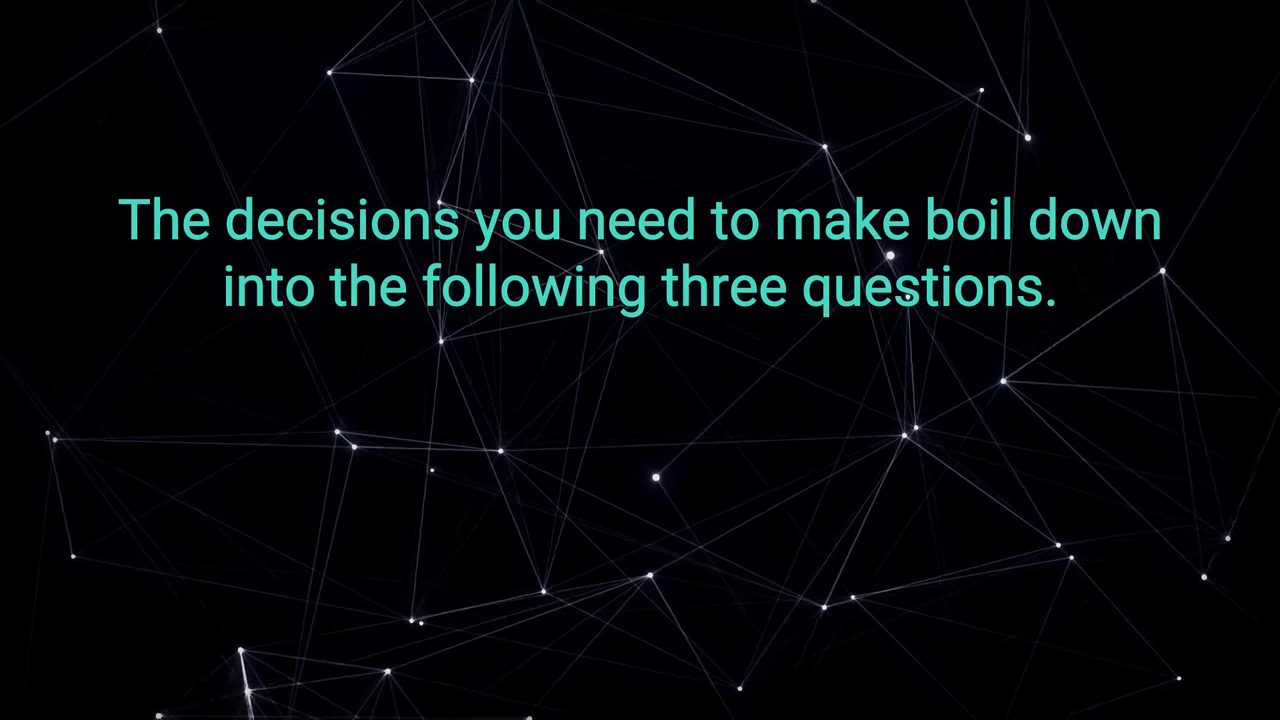 The decisions you need to make boil down
into the following three questions.